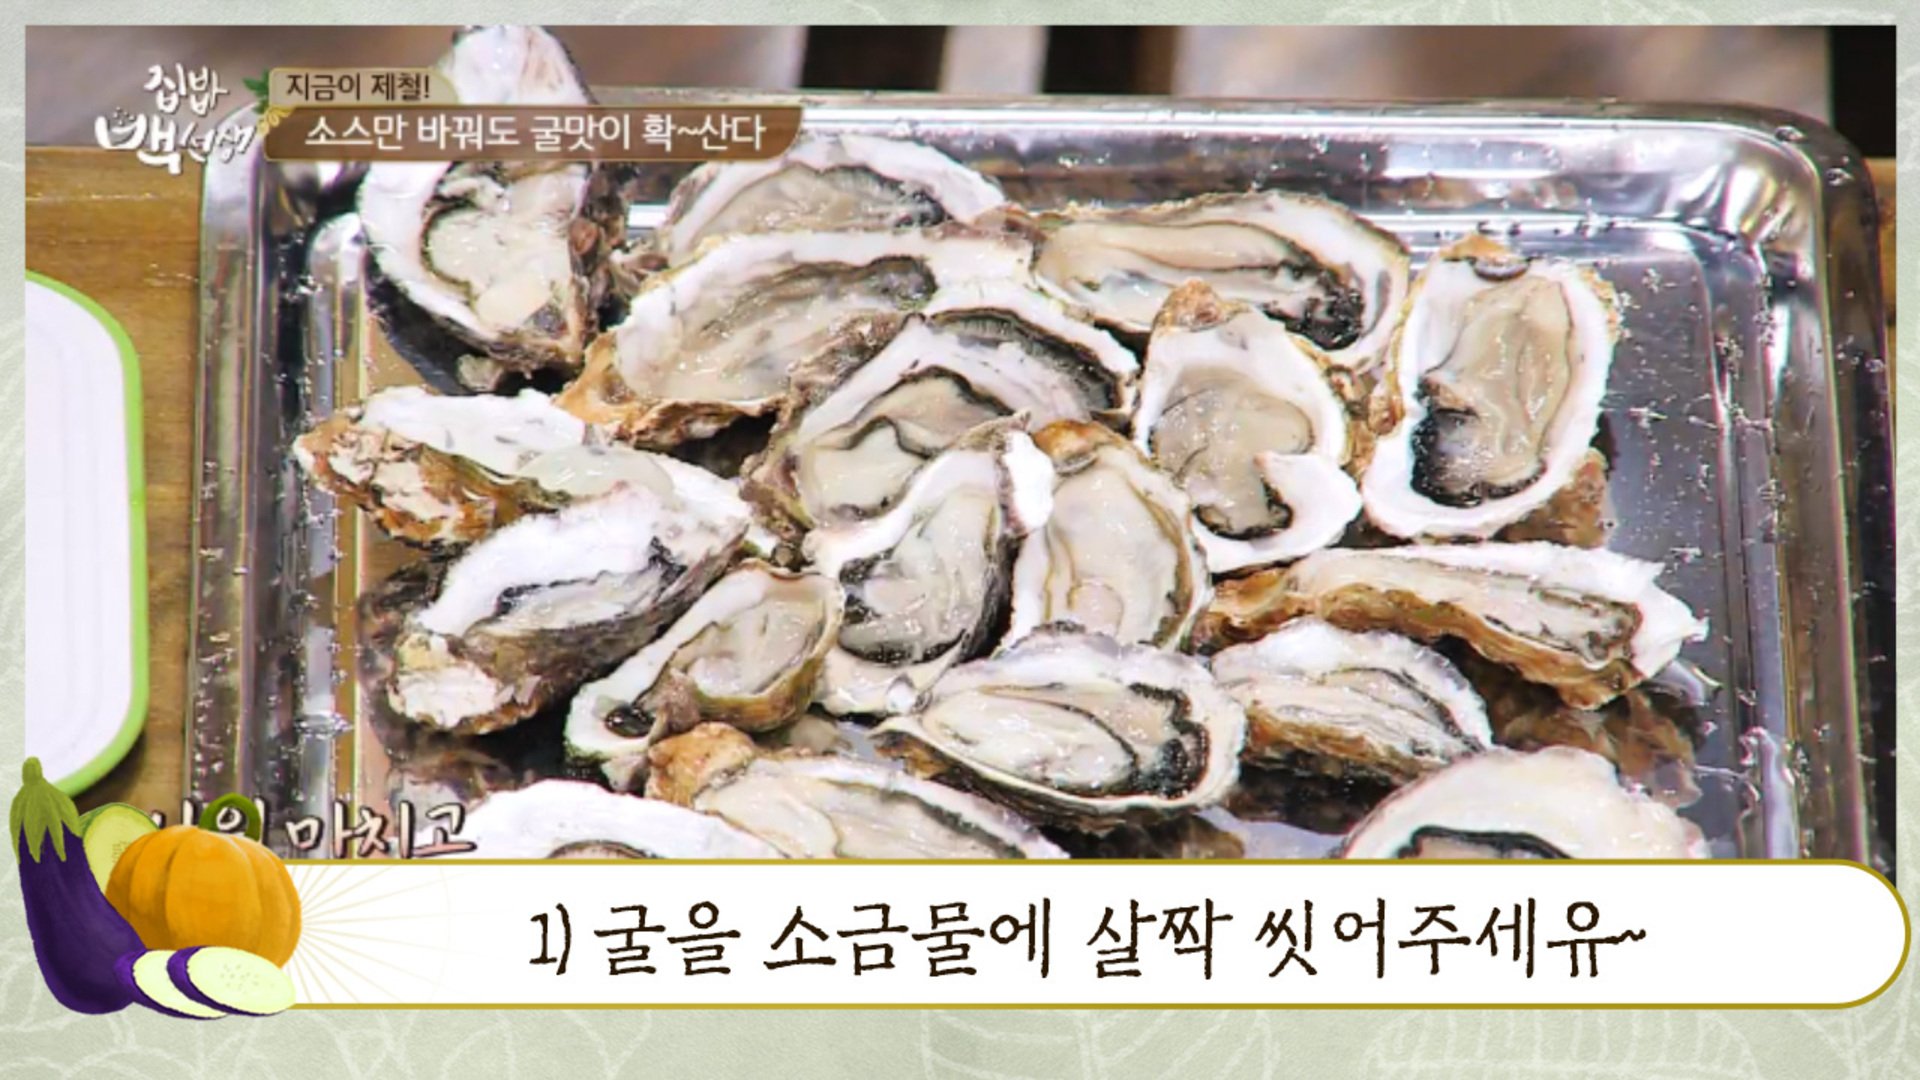 집밥
백선생
지금이 제철!
소스만 바꿔도 굴맛이 확~산다
마치고
1) 굴을 소금물에 살짝 씻어주세유~